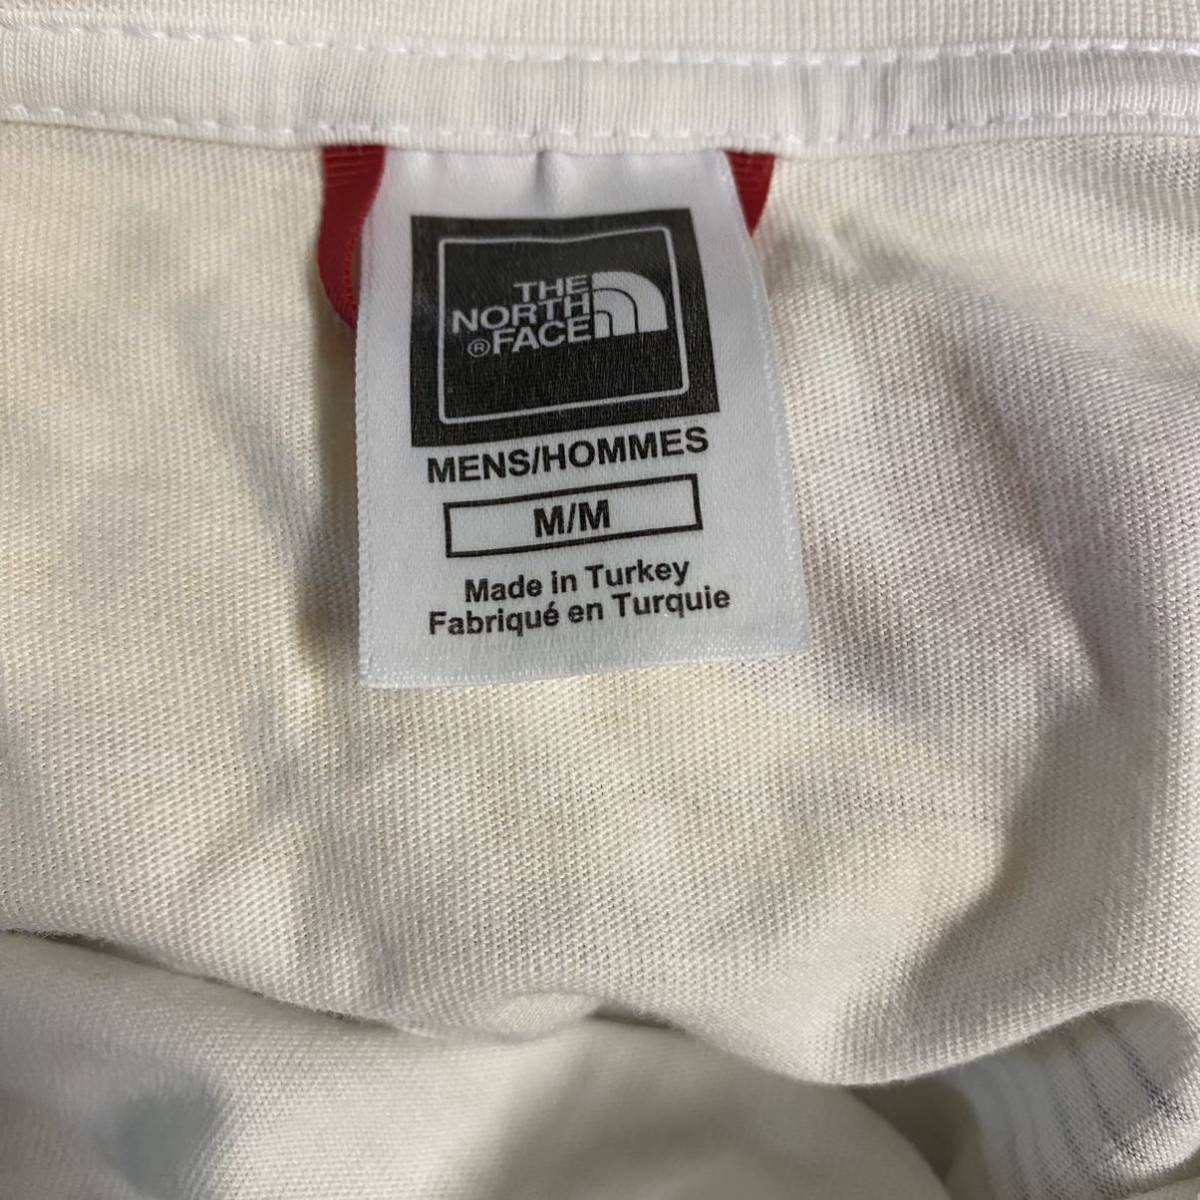 THE
NORTH
®FACE
MENS/HOMMES
M/M
Made in Turkey
Fabriqué en Turquie